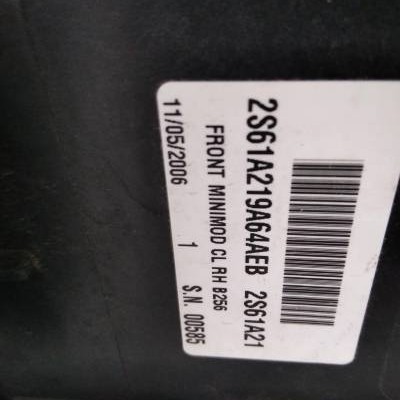 2S61A219A64AEB 2S61A21
FRONT MINIMOD CL RH B256
11/05/2006 1 S.N. 00585